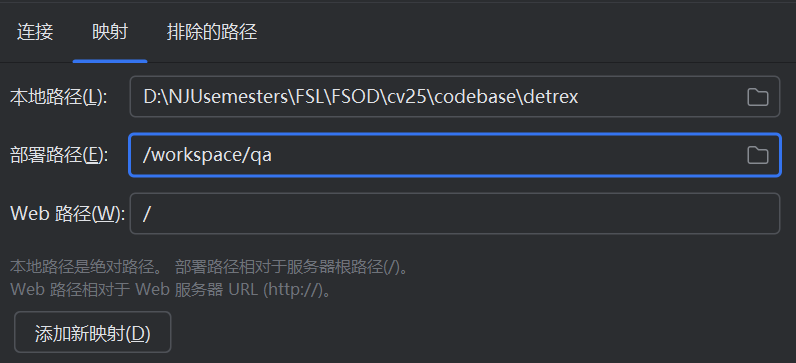 连接 映射 排除的路径
本地路径(L): D:\NJUsemesters\FSL\FSOD\cv25\codebase\detrex
部署路径(E): /workspace/qa
Web 路径(W): /
本地路径是绝对路径。 部署路径相对于服务器根路径(/)。
Web 路径相对于 Web 服务器 URL (http://)。
添加新映射(D)